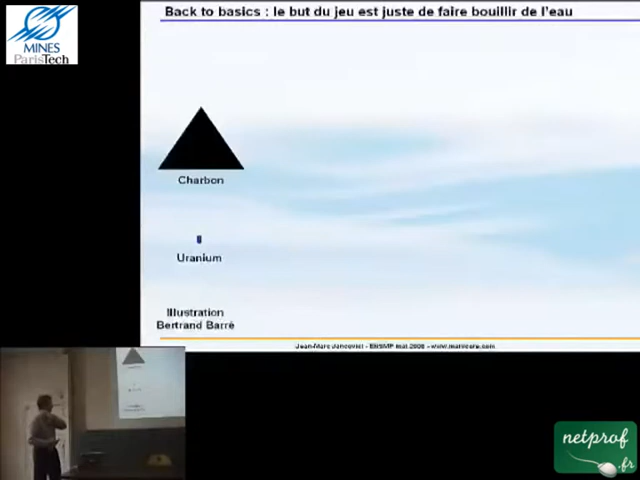 Back to basics : le but du jeu est juste de faire bouillir de l'eau
MINES
ParisTech
Charbon
Uranium
Illustration
Bertrand Barré
Jean-Marc Jancovici - ENSMP mai 2006 - www.manicore.com
netprof
.fr